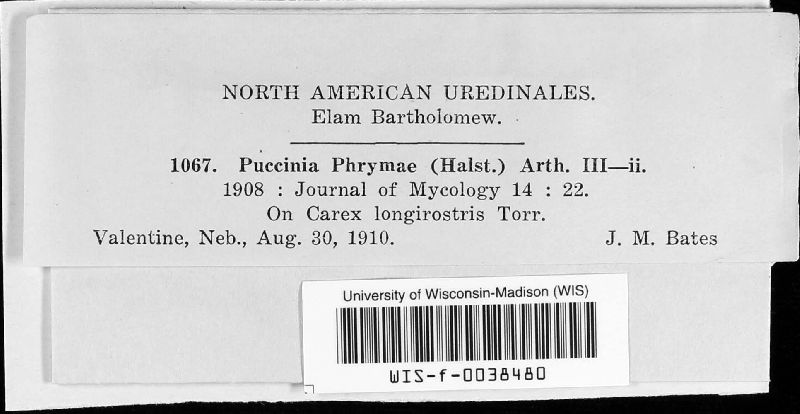 NORTH AMERICAN UREDINALES.
Elam Bartholomew.
1067. Puccinia Phrymae (Halst.) Arth. III—ii.
1908 : Journal of Mycology 14 : 22.
On Carex longirostris Torr.
Valentine, Neb., Aug. 30, 1910. J. M. Bates
University of Wisconsin-Madison (WIS)
WIS-f-0038480